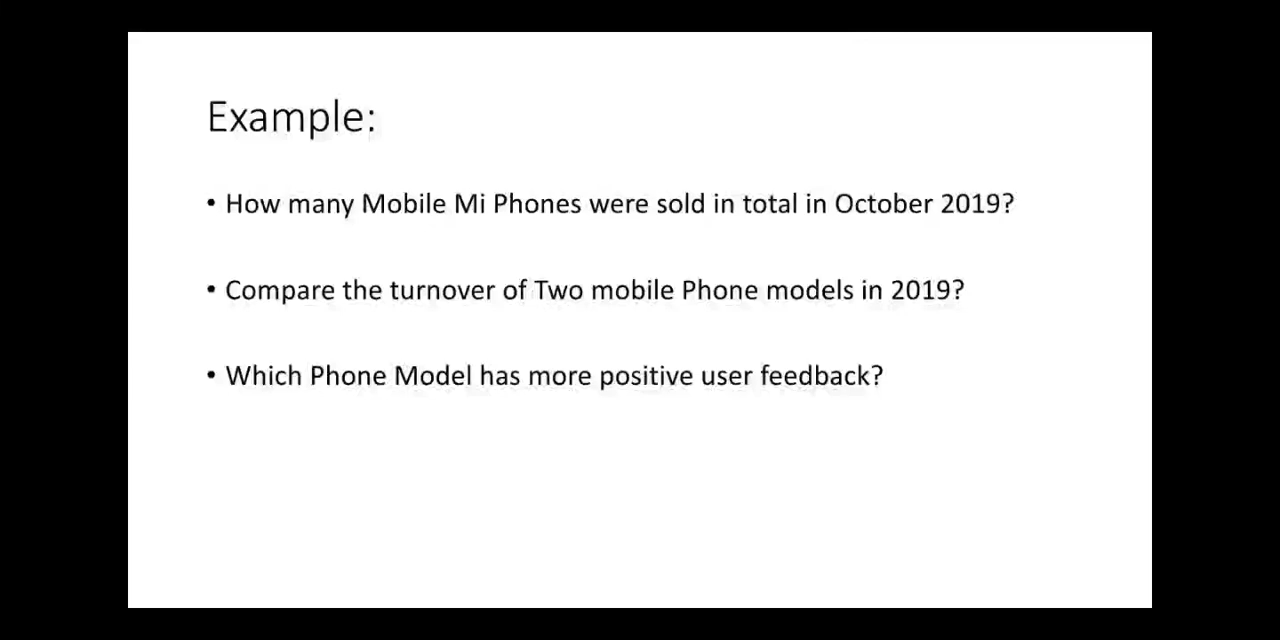 Example:
• How many Mobile Mi Phones were sold in total in October 2019?
• Compare the turnover of Two mobile Phone models in 2019?
• Which Phone Model has more positive user feedback?